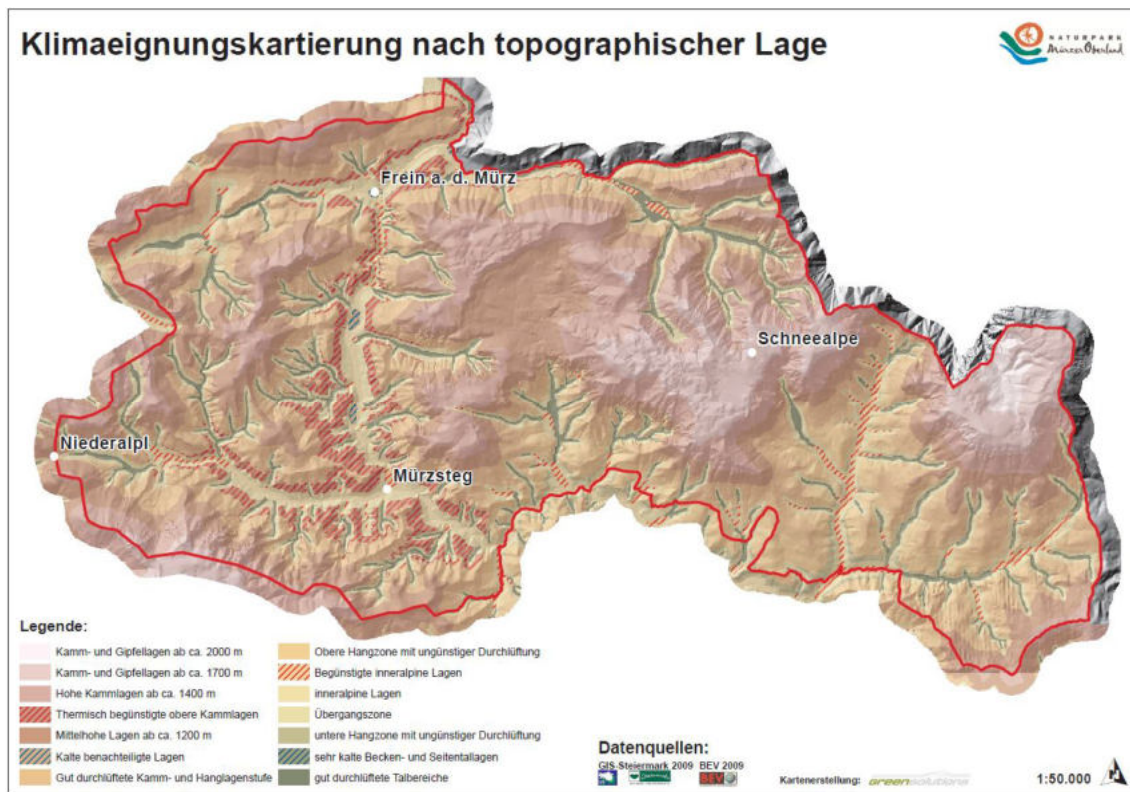 Klimaeignungskartierung nach topographischer Lage
NATURPARK
Mürzer Oberland
Frein a. d. Mürz
Schneealpe
Niederalpl
Mürzsteg
Legende:
Kamm- und Gipfellagen ab ca. 2000 m
Kamm- und Gipfellagen ab ca. 1700 m
Hohe Kammlagen ab ca. 1400 m
Thermisch begünstigte obere Kammlagen
Mittelhohe Lagen ab ca. 1200 m
Kalte benachteiligte Lagen
Gut durchlüftete Kamm- und Hanglagenstufe
Obere Hangzone mit ungünstiger Durchlüftung
Begünstigte inneralpine Lagen
inneralpine Lagen
Übergangszone
untere Hangzone mit ungünstiger Durchlüftung
sehr kalte Becken- und Seitentallagen
gut durchlüftete Talbereiche
Datenquellen:
GIS-Steiermark 2009 BEV 2009
BEV
Kartenerstellung: greensolutions
1:50.000